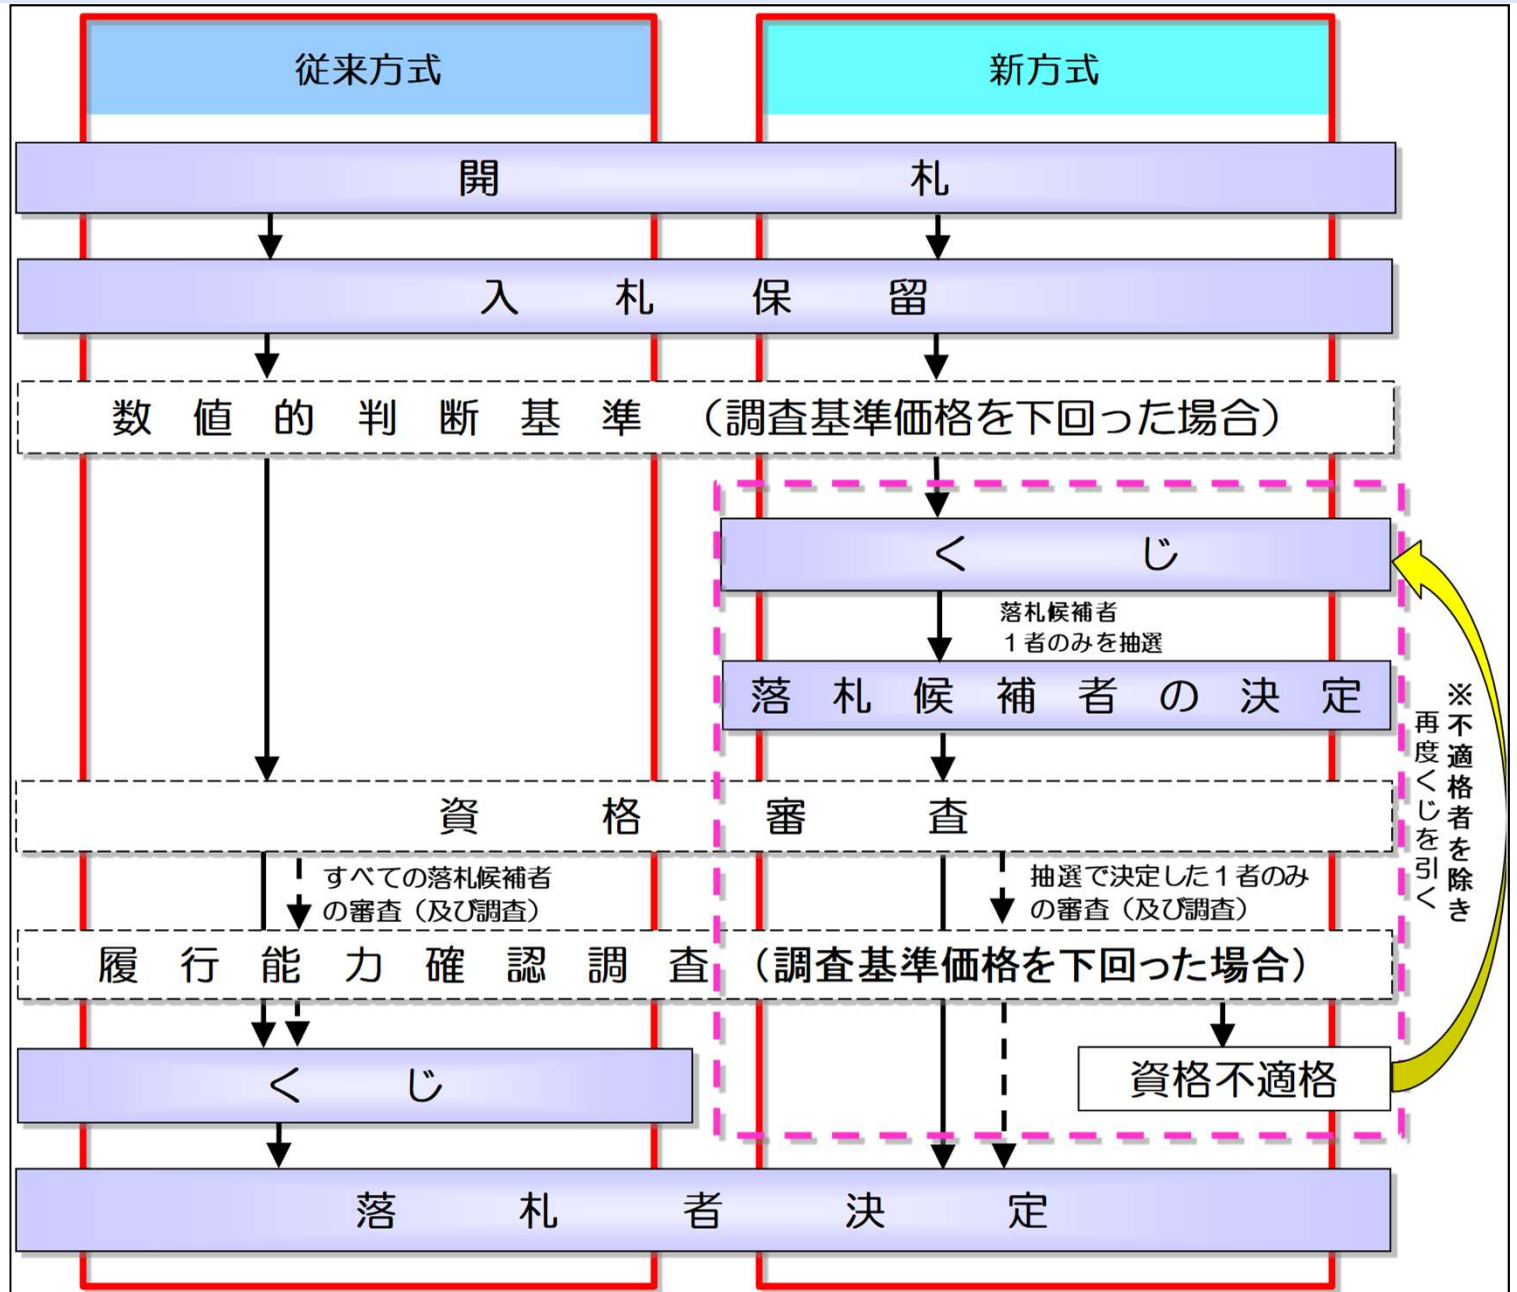 従来方式
新方式
開札
入札保留
数値的判断基準（調査基準価格を下回った場合）
くじ
落札候補者
１者のみを抽選
落札候補者の決定
資格審査
すべての落札候補者
の審査（及び調査）
抽選で決定した１者のみ
の審査（及び調査）
※不適格者を除き
再度くじを引く
履行能力確認調査（調査基準価格を下回った場合）
くじ
資格不適格
落札者決定